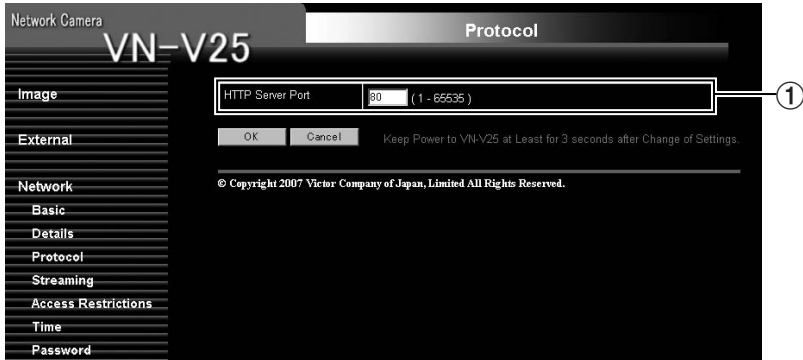 Network Camera
VN-V25
Protocol
Image
External
Network
Basic
Details
Protocol
Streaming
Access Restrictions
Time
Password
HTTP Server Port 80 ( 1 - 65535 )
①
OK Cancel Keep Power to VN-V25 at Least for 3 seconds after Change of Settings.
© Copyright 2007 Victor Company of Japan, Limited All Rights Reserved.